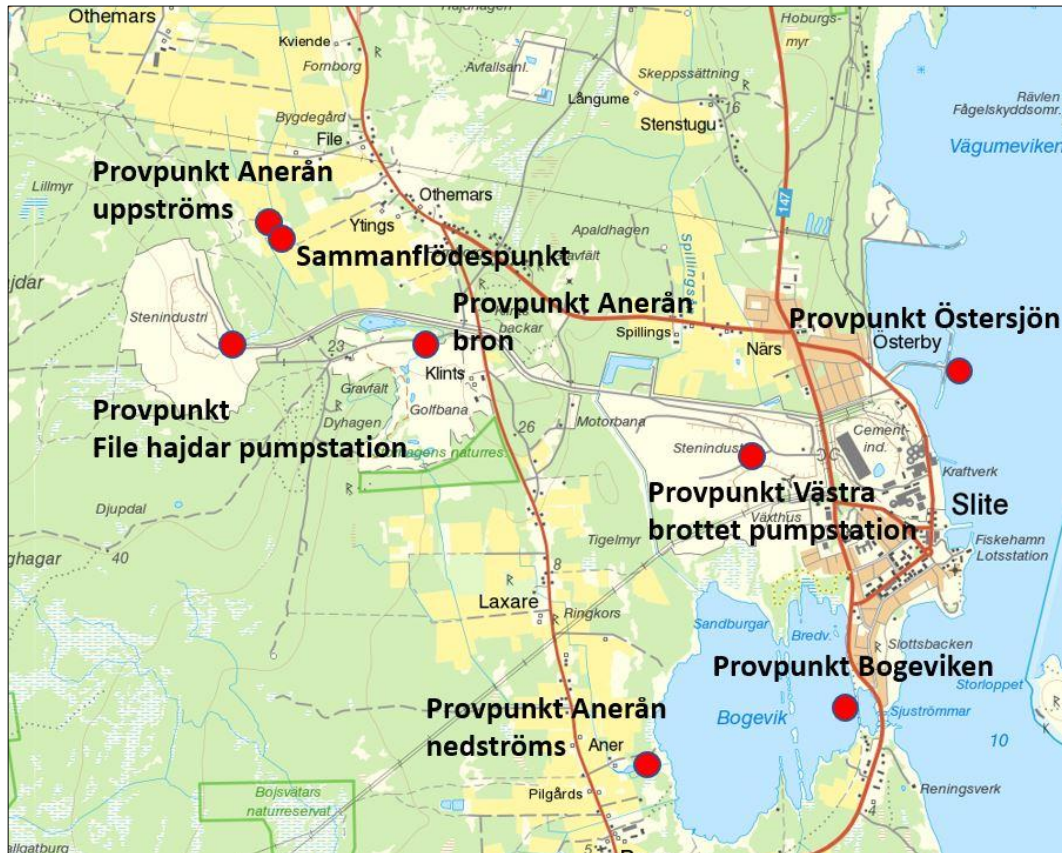 Othemars
Kviende
Fornborg
Avfallsanl.
Hoburgs-
myr
Skeppssättning
Långume
16
Stenstugu
Rävlen
Fågelskyddsomr.
Vägumeviken
Bygdegård
File
Lillmyr
Provpunkt Anerån
uppströms
Othemars
Ytings
147
Apaldhagen
Gravfält
Sammanflödespunkt
Stenindustri
23
Provpunkt Anerån
bron
backar
Spillings
Närs
Provpunkt Östersjön
Österby
Klints
Gravfält
Golfbana
Dyhagen
Provpunkt
File hajdar pumpstation
26
Motorbana
Cement-
ind.
Kraftverk
Provpunkt Västra
brottet pumpstation
Växthus
Slite
Fiskehamn
Lotsstation
Djupdal
40
Tigelmyr
8
Laxare
Ringkors
Sandburgar
Bredv.
Slottsbacken
Provpunkt Bogeviken
Storloppet
Bogevik
Sjuströmmar
10
Provpunkt Anerån
nedströms
Aner
Pilgårds
Bojsvätars
naturreservat
Reningsverk
4
5